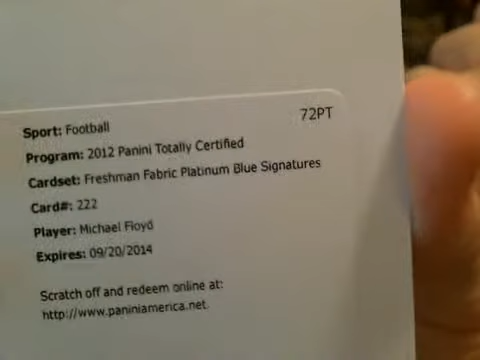 72PT
Sport: Football
Program: 2012 Panini Totally Certified
Cardset: Freshman Fabric Platinum Blue Signatures
Card#: 222
Player: Michael Floyd
Expires: 09/20/2014
Scratch off and redeem online at:
http://www.paniniamerica.net.